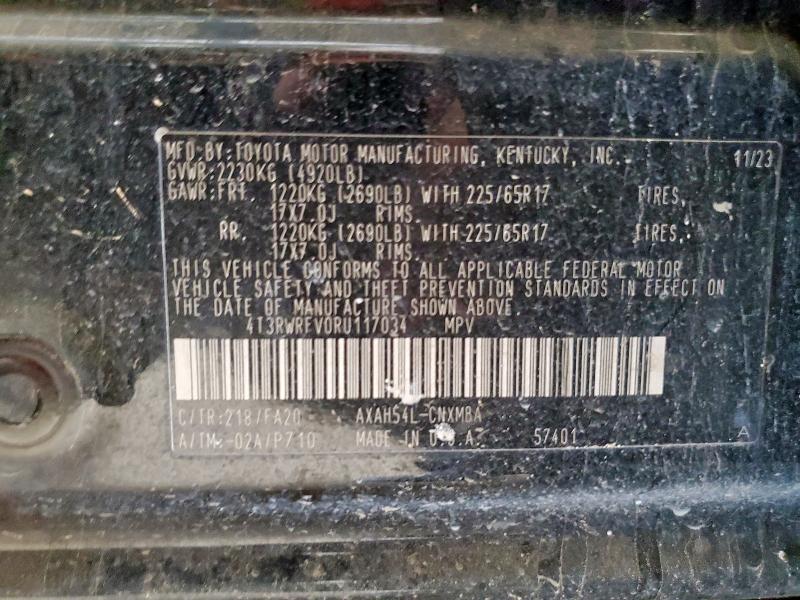 MFD.BY:TOYOTA MOTOR MANUFACTURING, KENTUCKY, INC. 11/23
GVWR:2230KG (4920LB)
GAWR:FRT. 1220KG (2690LB) WITH 225/65R17 TIRES,
17X7.0J RIMS
RR. 1220KG (2690LB) WITH 225/65R17 TIRES,
17X7.0J RIMS
THIS VEHICLE CONFORMS TO ALL APPLICABLE FEDERAL MOTOR
VEHICLE SAFETY AND THEFT PREVENTION STANDARDS IN EFFECT ON
THE DATE OF MANUFACTURE SHOWN ABOVE.
4T3RWRFV0RU117034 MPV
C/TR:218/FA20 AXAH54L-CNXMBA
A/TM:-02A/P710 MADE IN U.S.A. 57401 A